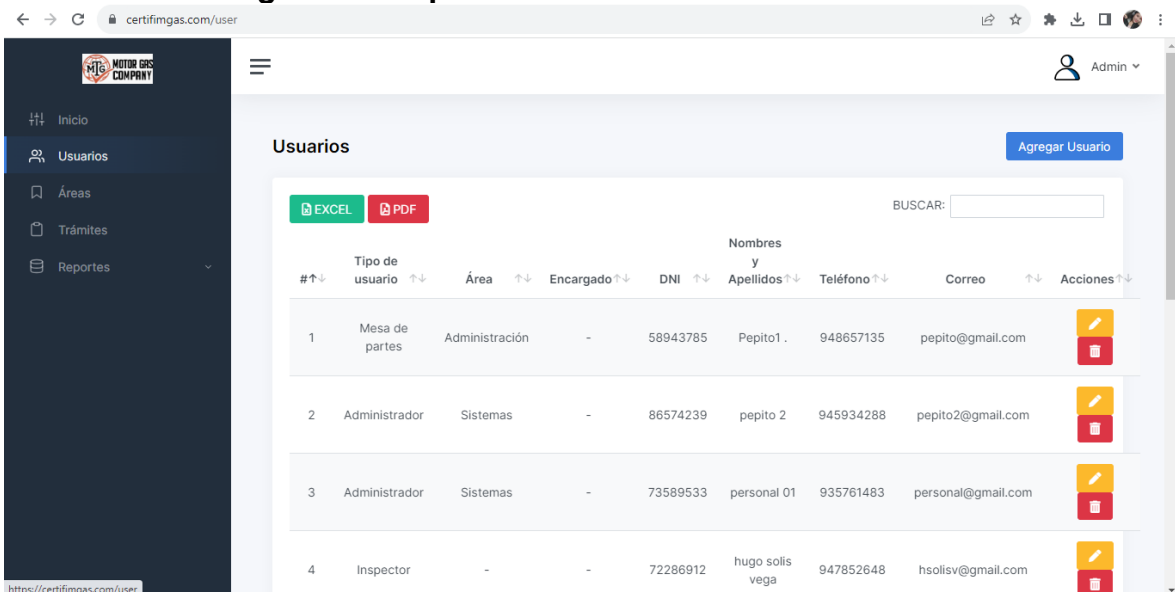 certifimgas.com/user
MTG MOTOR GAS
COMPANY
Admin
Inicio
Usuarios
Áreas
Trámites
Reportes
Usuarios
Agregar Usuario
EXCEL PDF
BUSCAR:
# Tipo de usuario Área Encargado DNI Nombres y Apellidos Teléfono Correo Acciones
1 Mesa de partes Administración - 58943785 Pepito1 . 948657135 pepito@gmail.com
2 Administrador Sistemas - 86574239 pepito 2 945934288 pepito2@gmail.com
3 Administrador Sistemas - 73589533 personal 01 935761483 personal@gmail.com
4 Inspector - - 72286912 hugo solis vega 947852648 hsolisv@gmail.com
https://certifimgas.com/user